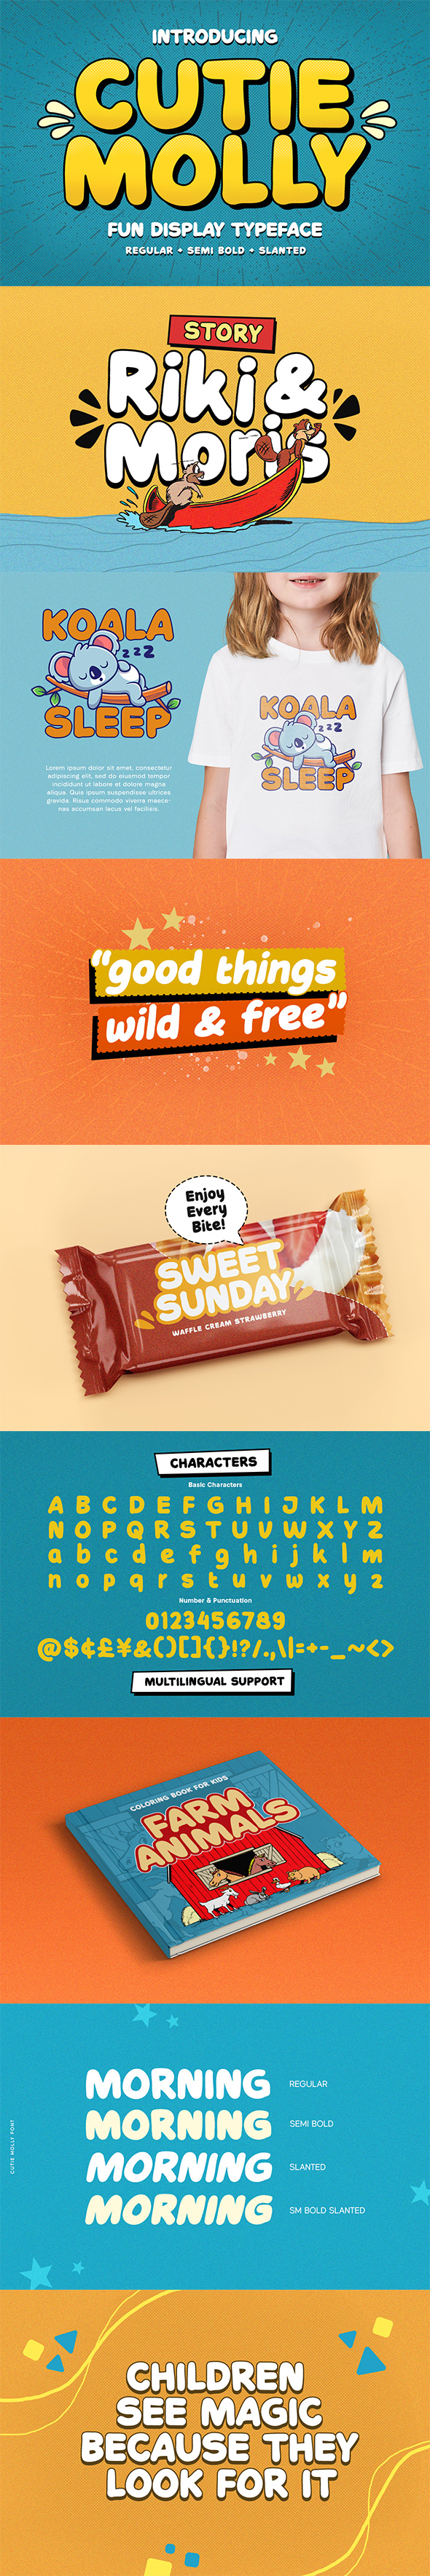 INTRODUCING
CUTIE
MOLLY
FUN DISPLAY TYPEFACE
REGULAR + SEMI BOLD + SLANTED
STORY
Riki &
Moris
KOALA
z z Z
SLEEP
Lorem ipsum dolor sit amet, consectetur
adipiscing elit, sed do eiusmod tempor
incididunt ut labore et dolore magna
aliqua. Quis ipsum suspendisse ultrices
gravida. Risus commodo viverra maece-
nas accumsan lacus vel facilisis.
KOALA
z z Z
SLEEP
“good things
wild & free”
Enjoy
Every
Bite!
SWEET
SUNDAY
WAFFLE CREAM STRAWBERRY
CHARACTERS
Basic Characters
A B C D E F G H I J K L M
N O P Q R S T U V W X Y Z
a b c d e f g h i j k l m
n o p q r s t u v w x y z
Number & Punctuation
0123456789
@$¢£¥&()[]{}!?/.,\|=+-_~<>
MULTILINGUAL SUPPORT
COLORING BOOK FOR KIDS
FARM
ANIMALS
MORNING REGULAR
MORNING SEMI BOLD
MORNING SLANTED
MORNING SM BOLD SLANTED
CUTIE MOLLY FONT
CHILDREN
SEE MAGIC
BECAUSE THEY
LOOK FOR IT